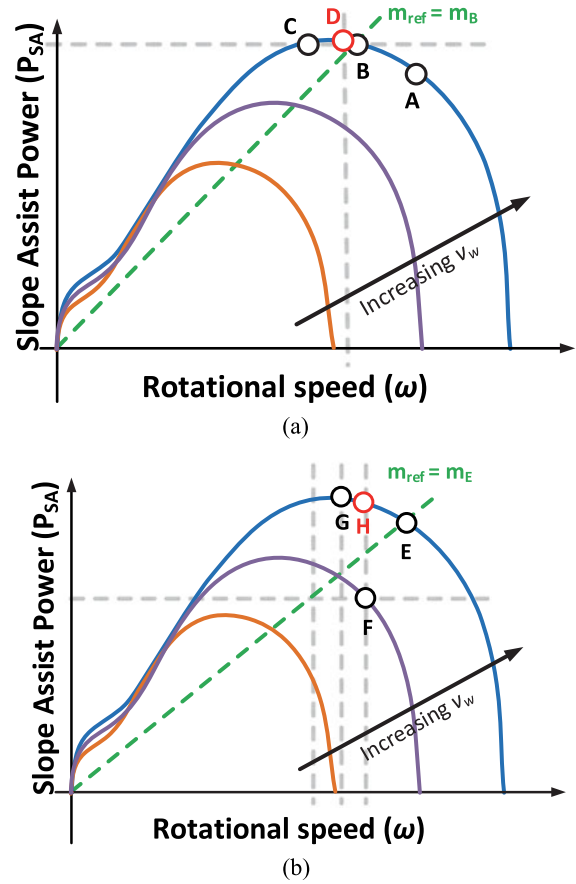 m_ref = m_B
C
D
B
A
Slope Assist Power (P_SA)
Increasing v_w
Rotational speed (ω)
(a)
m_ref = m_E
G
H
E
F
Slope Assist Power (P_SA)
Increasing v_w
Rotational speed (ω)
(b)